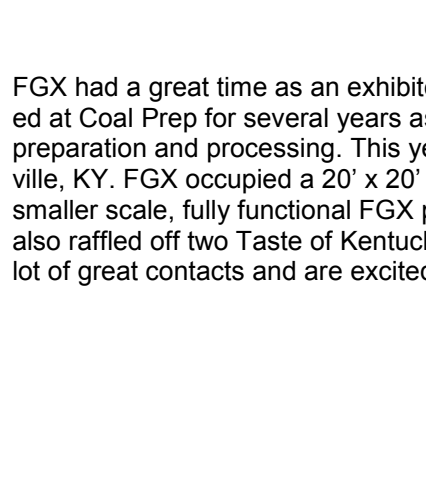 FGX had a great time as an exhibit
ed at Coal Prep for several years as
preparation and processing. This ye
ville, KY. FGX occupied a 20’ x 20’
smaller scale, fully functional FGX p
also raffled off two Taste of Kentuc
lot of great contacts and are excited